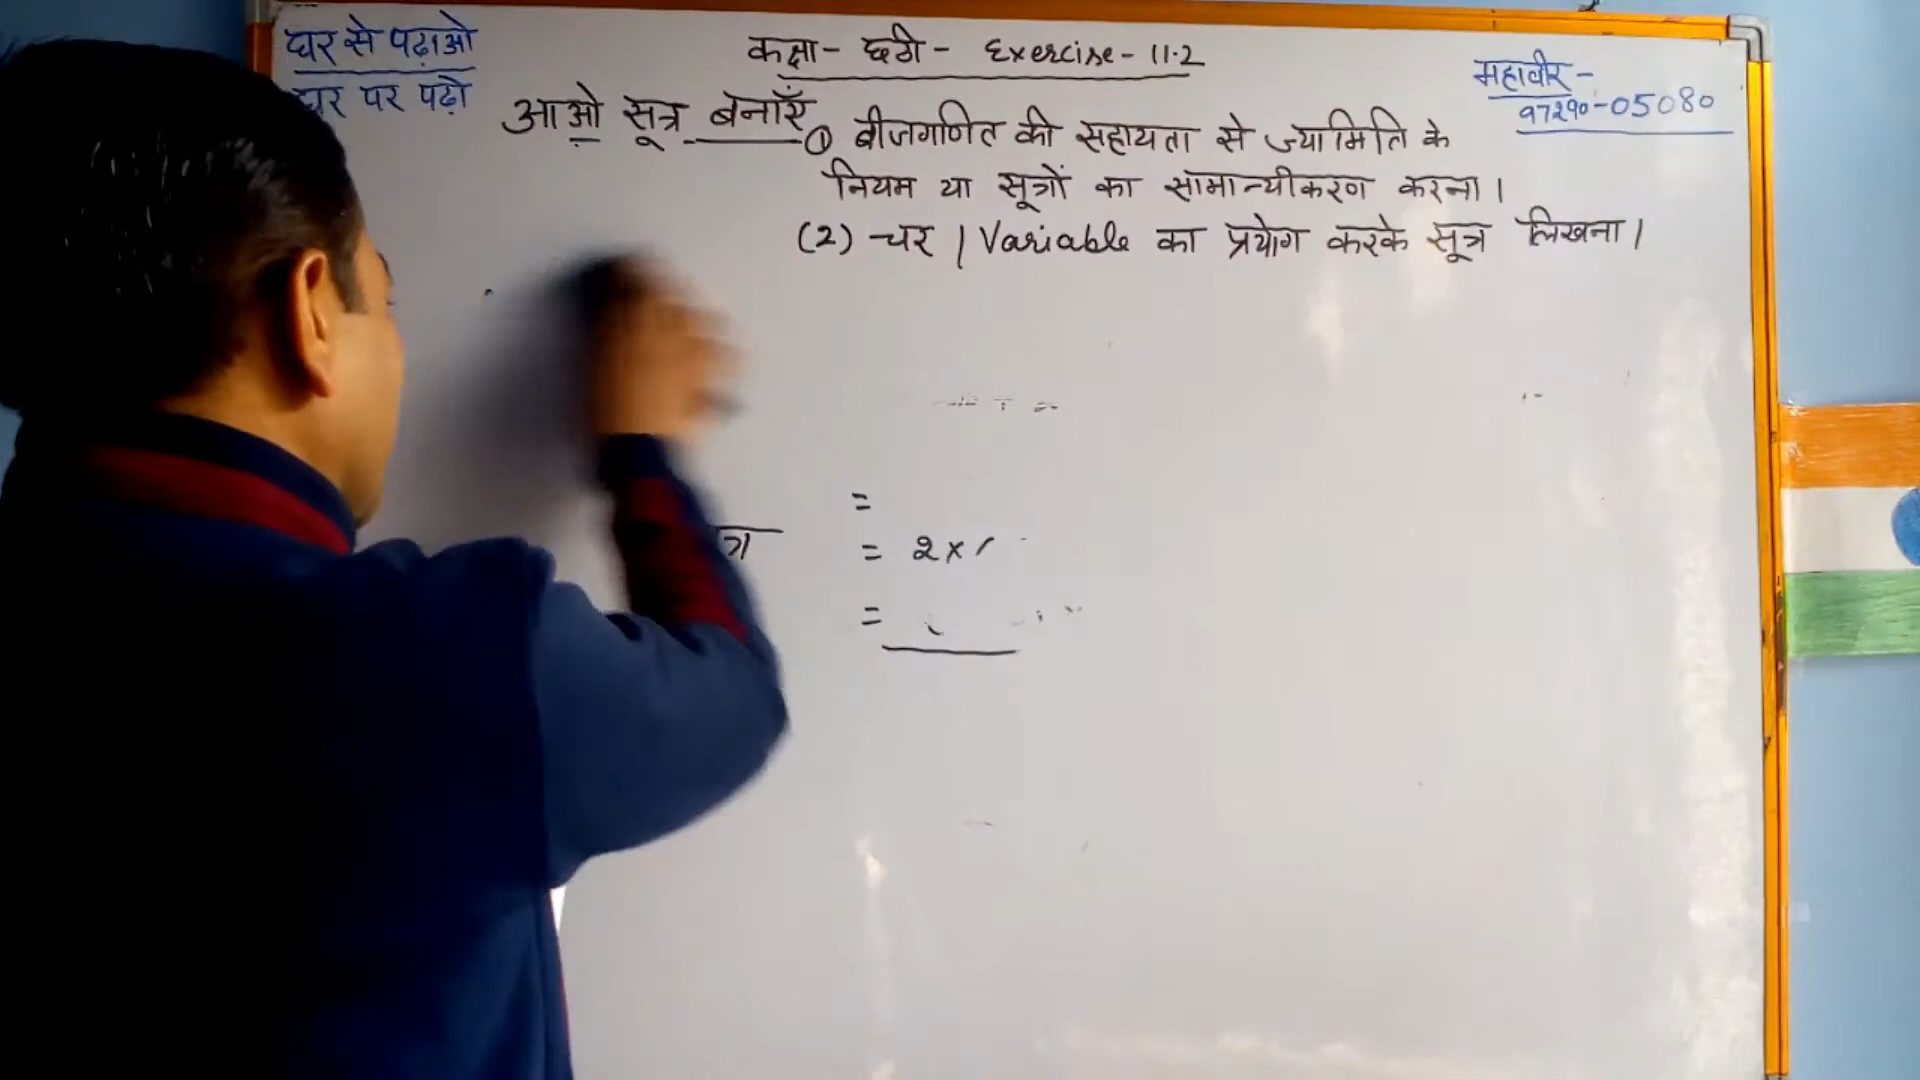 घर से पढ़ाओ
घर पर पढ़ो
कक्षा - छठी - Exercise - 11.2
महावीर -
97290-05080
आओ सूत्र बनाएँ
① बीजगणित की सहायता से ज्यामिति के
नियम या सूत्रों का सामान्यीकरण करना।
(2) चर / Variable का प्रयोग करके सूत्र लिखना।
=
= 2×
=